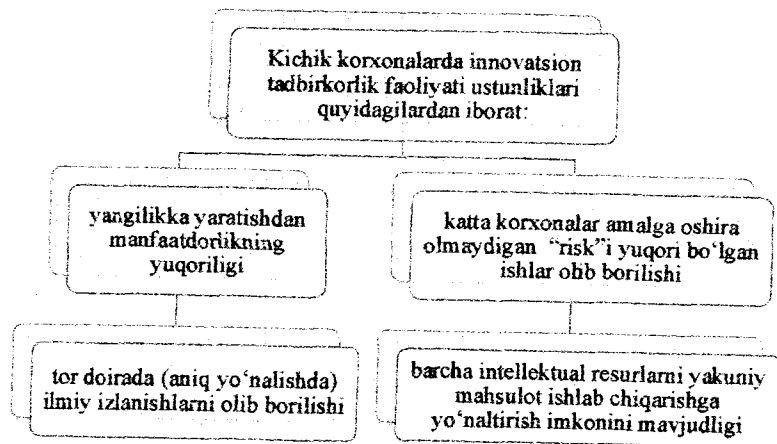 Kichik korxonalarda innovatsion
tadbirkorlik faoliyati ustunliklari
quyidagilardan iborat:
yangilikka yaratishdan
manfaatdorlikning
yuqoriligi
katta korxonalar amalga oshira
olmaydigan “risk”i yuqori bo‘lgan
ishlar olib borilishi
tor doirada (aniq yo‘nalishda)
ilmiy izlanishlarni olib borilishi
barcha intellektual resurlarni yakuniy
mahsulot ishlab chiqarishga
yo‘naltirish imkonini mavjudligi